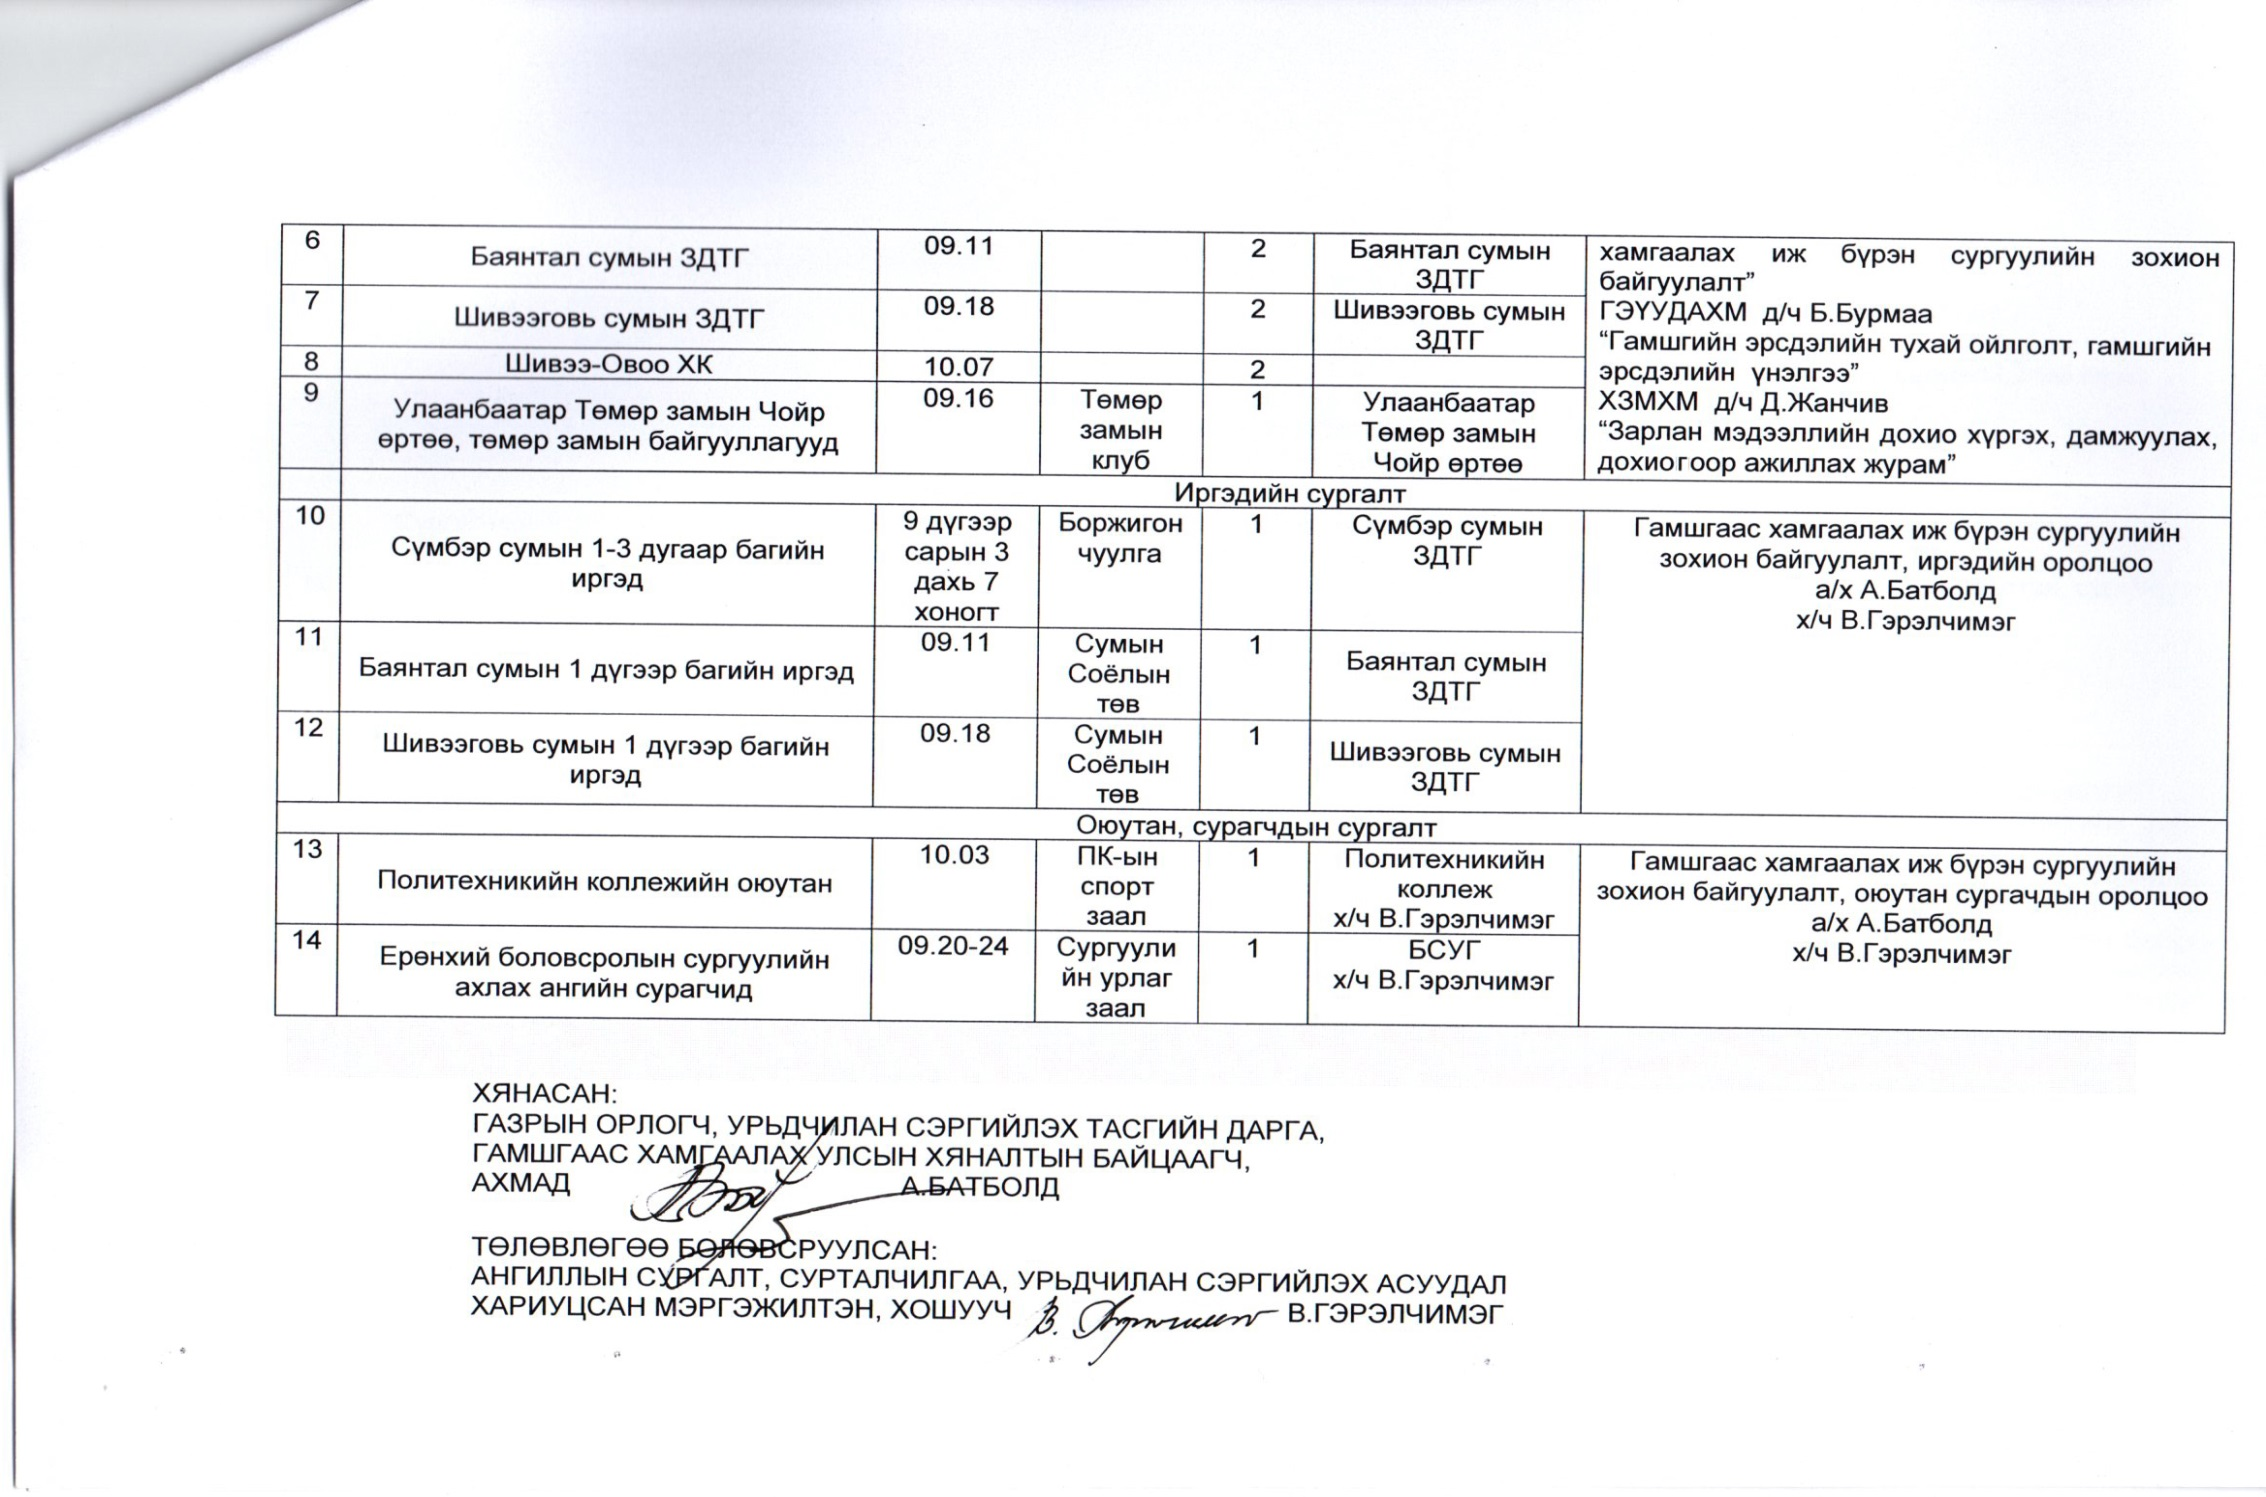 6 Баянтал сумын ЗДТГ 09.11 2 Баянтал сумын
ЗДТГ
7 Шивээговь сумын ЗДТГ 09.18 2 Шивээговь сумын
ЗДТГ
8 Шивээ-Овоо ХК 10.07 2
9 Улаанбаатар Төмөр замын Чойр
өртөө, төмөр замын байгууллагууд
09.16
Төмөр
замын
клуб
1
Улаанбаатар
Төмөр замын
Чойр өртөө
хамгаалах иж бүрэн сургуулийн зохион
байгуулалт”
ГЭҮУДАХМ д/ч Б.Бурмаа
“Гамшгийн эрсдэлийн тухай ойлголт, гамшгийн
эрсдэлийн үнэлгээ”
ХЗМХМ д/ч Д.Жанчив
“Зарлан мэдээллийн дохио хүргэх, дамжуулах,
дохиогоор ажиллах журам”
Иргэдийн сургалт
10
Сүмбэр сумын 1-3 дугаар багийн
иргэд
9 дүгээр
сарын 3
дахь 7
хоногт
Боржигон
чуулга
1
Сүмбэр сумын
ЗДТГ
Гамшгаас хамгаалах иж бүрэн сургуулийн
зохион байгуулалт, иргэдийн оролцоо
а/х А.Батболд
х/ч В.Гэрэлчимэг
11
Баянтал сумын 1 дүгээр багийн иргэд
09.11
Сумын
Соёлын
төв
1
Баянтал сумын
ЗДТГ
12
Шивээговь сумын 1 дүгээр багийн
иргэд
09.18
Сумын
Соёлын
төв
1
Шивээговь сумын
ЗДТГ
Оюутан, сурагчдын сургалт
13
Политехникийн коллежийн оюутан
10.03
ПК-ын
спорт
заал
1
Политехникийн
коллеж
х/ч В.Гэрэлчимэг
Гамшгаас хамгаалах иж бүрэн сургуулийн
зохион байгуулалт, оюутан сургачдын оролцоо
а/х А.Батболд
х/ч В.Гэрэлчимэг
14
Ерөнхий боловсролын сургуулийн
ахлах ангийн сурагчид
09.20-24
Сургуули
йн урлаг
заал
1
БСУГ
х/ч В.Гэрэлчимэг
ХЯНАСАН:
ГАЗРЫН ОРЛОГЧ, УРЬДЧИЛАН СЭРГИЙЛЭХ ТАСГИЙН ДАРГА,
ГАМШГААС ХАМГААЛАХ УЛСЫН ХЯНАЛТЫН БАЙЦААГЧ,
АХМАД А.БАТБОЛД
ТӨЛӨВЛӨГӨӨ БОЛОВСРУУЛСАН:
АНГИЛЛЫН СУРГАЛТ, СУРТАЛЧИЛГАА, УРЬДЧИЛАН СЭРГИЙЛЭХ АСУУДАЛ
ХАРИУЦСАН МЭРГЭЖИЛТЭН, ХОШУУЧ В.ГЭРЭЛЧИМЭГ